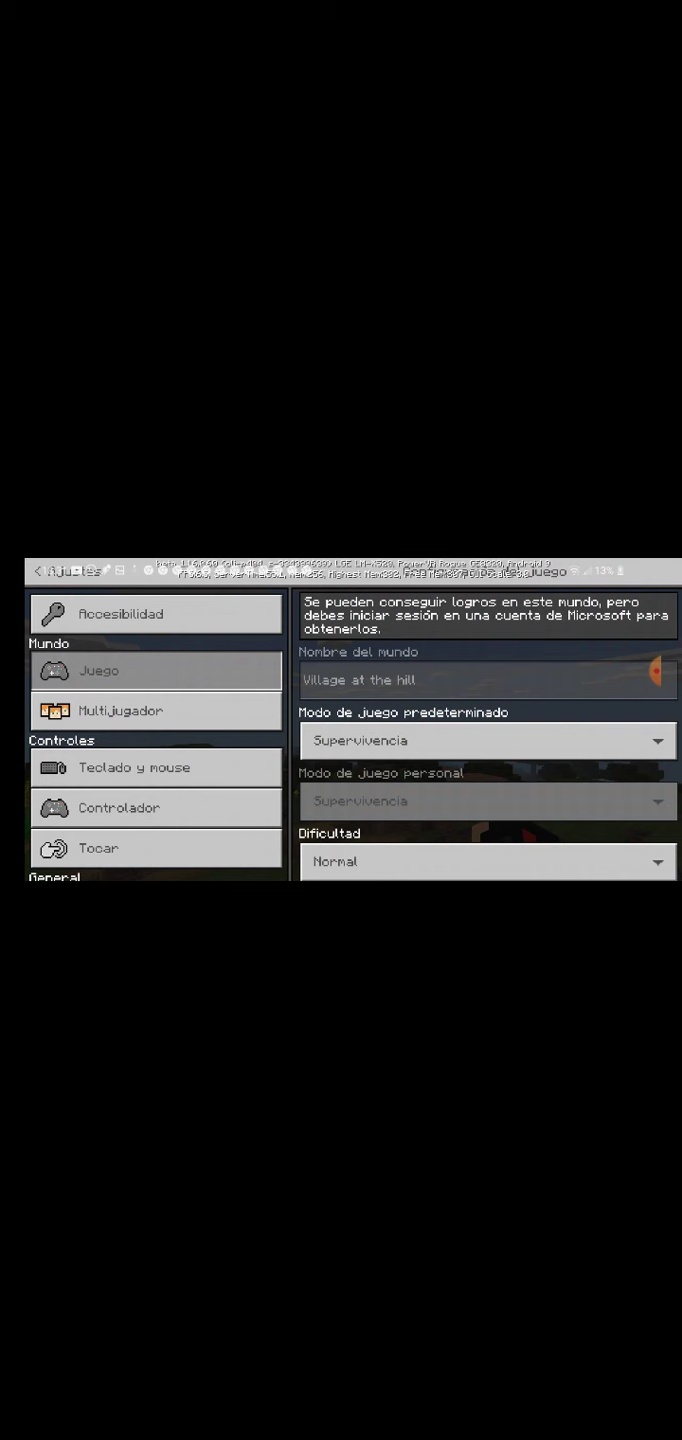 Ajustes
Juego
13%
Accesibilidad
Mundo
Juego
Multijugador
Controles
Teclado y mouse
Controlador
Tocar
General
Se pueden conseguir logros en este mundo, pero
debes iniciar sesión en una cuenta de Microsoft para
obtenerlos.
Nombre del mundo
Village at the hill
Modo de juego predeterminado
Supervivencia
Modo de juego personal
Supervivencia
Dificultad
Normal